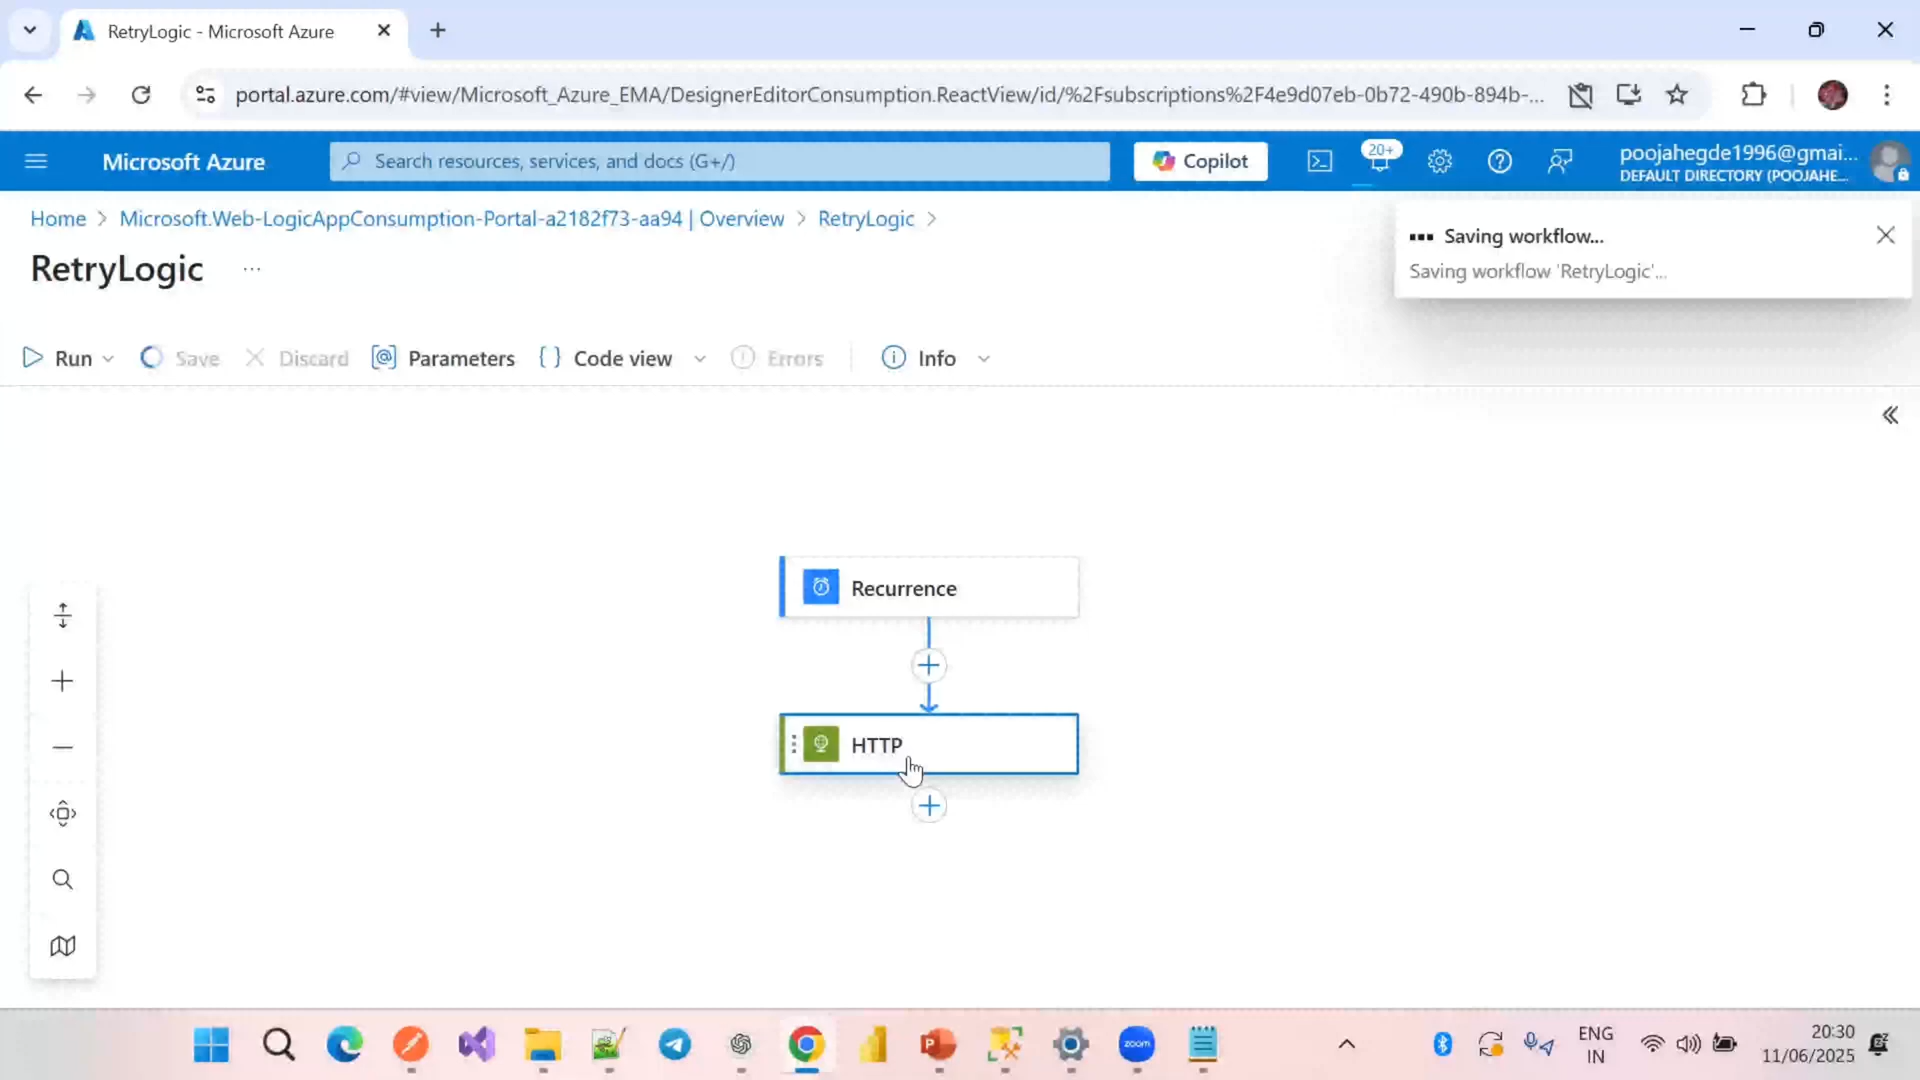 RetryLogic - Microsoft Azure
portal.azure.com/#view/Microsoft_Azure_EMA/DesignerEditorConsumption.ReactView/id/%2Fsubscriptions%2F4e9d07eb-0b72-490b-894b-...
Microsoft Azure
Search resources, services, and docs (G+/)
Copilot
20+
poojahegde1996@gmai...
DEFAULT DIRECTORY (POOJAHE...
Home > Microsoft.Web-LogicAppConsumption-Portal-a2182f73-aa94 | Overview > RetryLogic >
Saving workflow...
Saving workflow 'RetryLogic'...
RetryLogic ...
Run
Save
Discard
Parameters
Code view
Errors
Info
Recurrence
HTTP
zoom
ENG
IN
20:30
11/06/2025